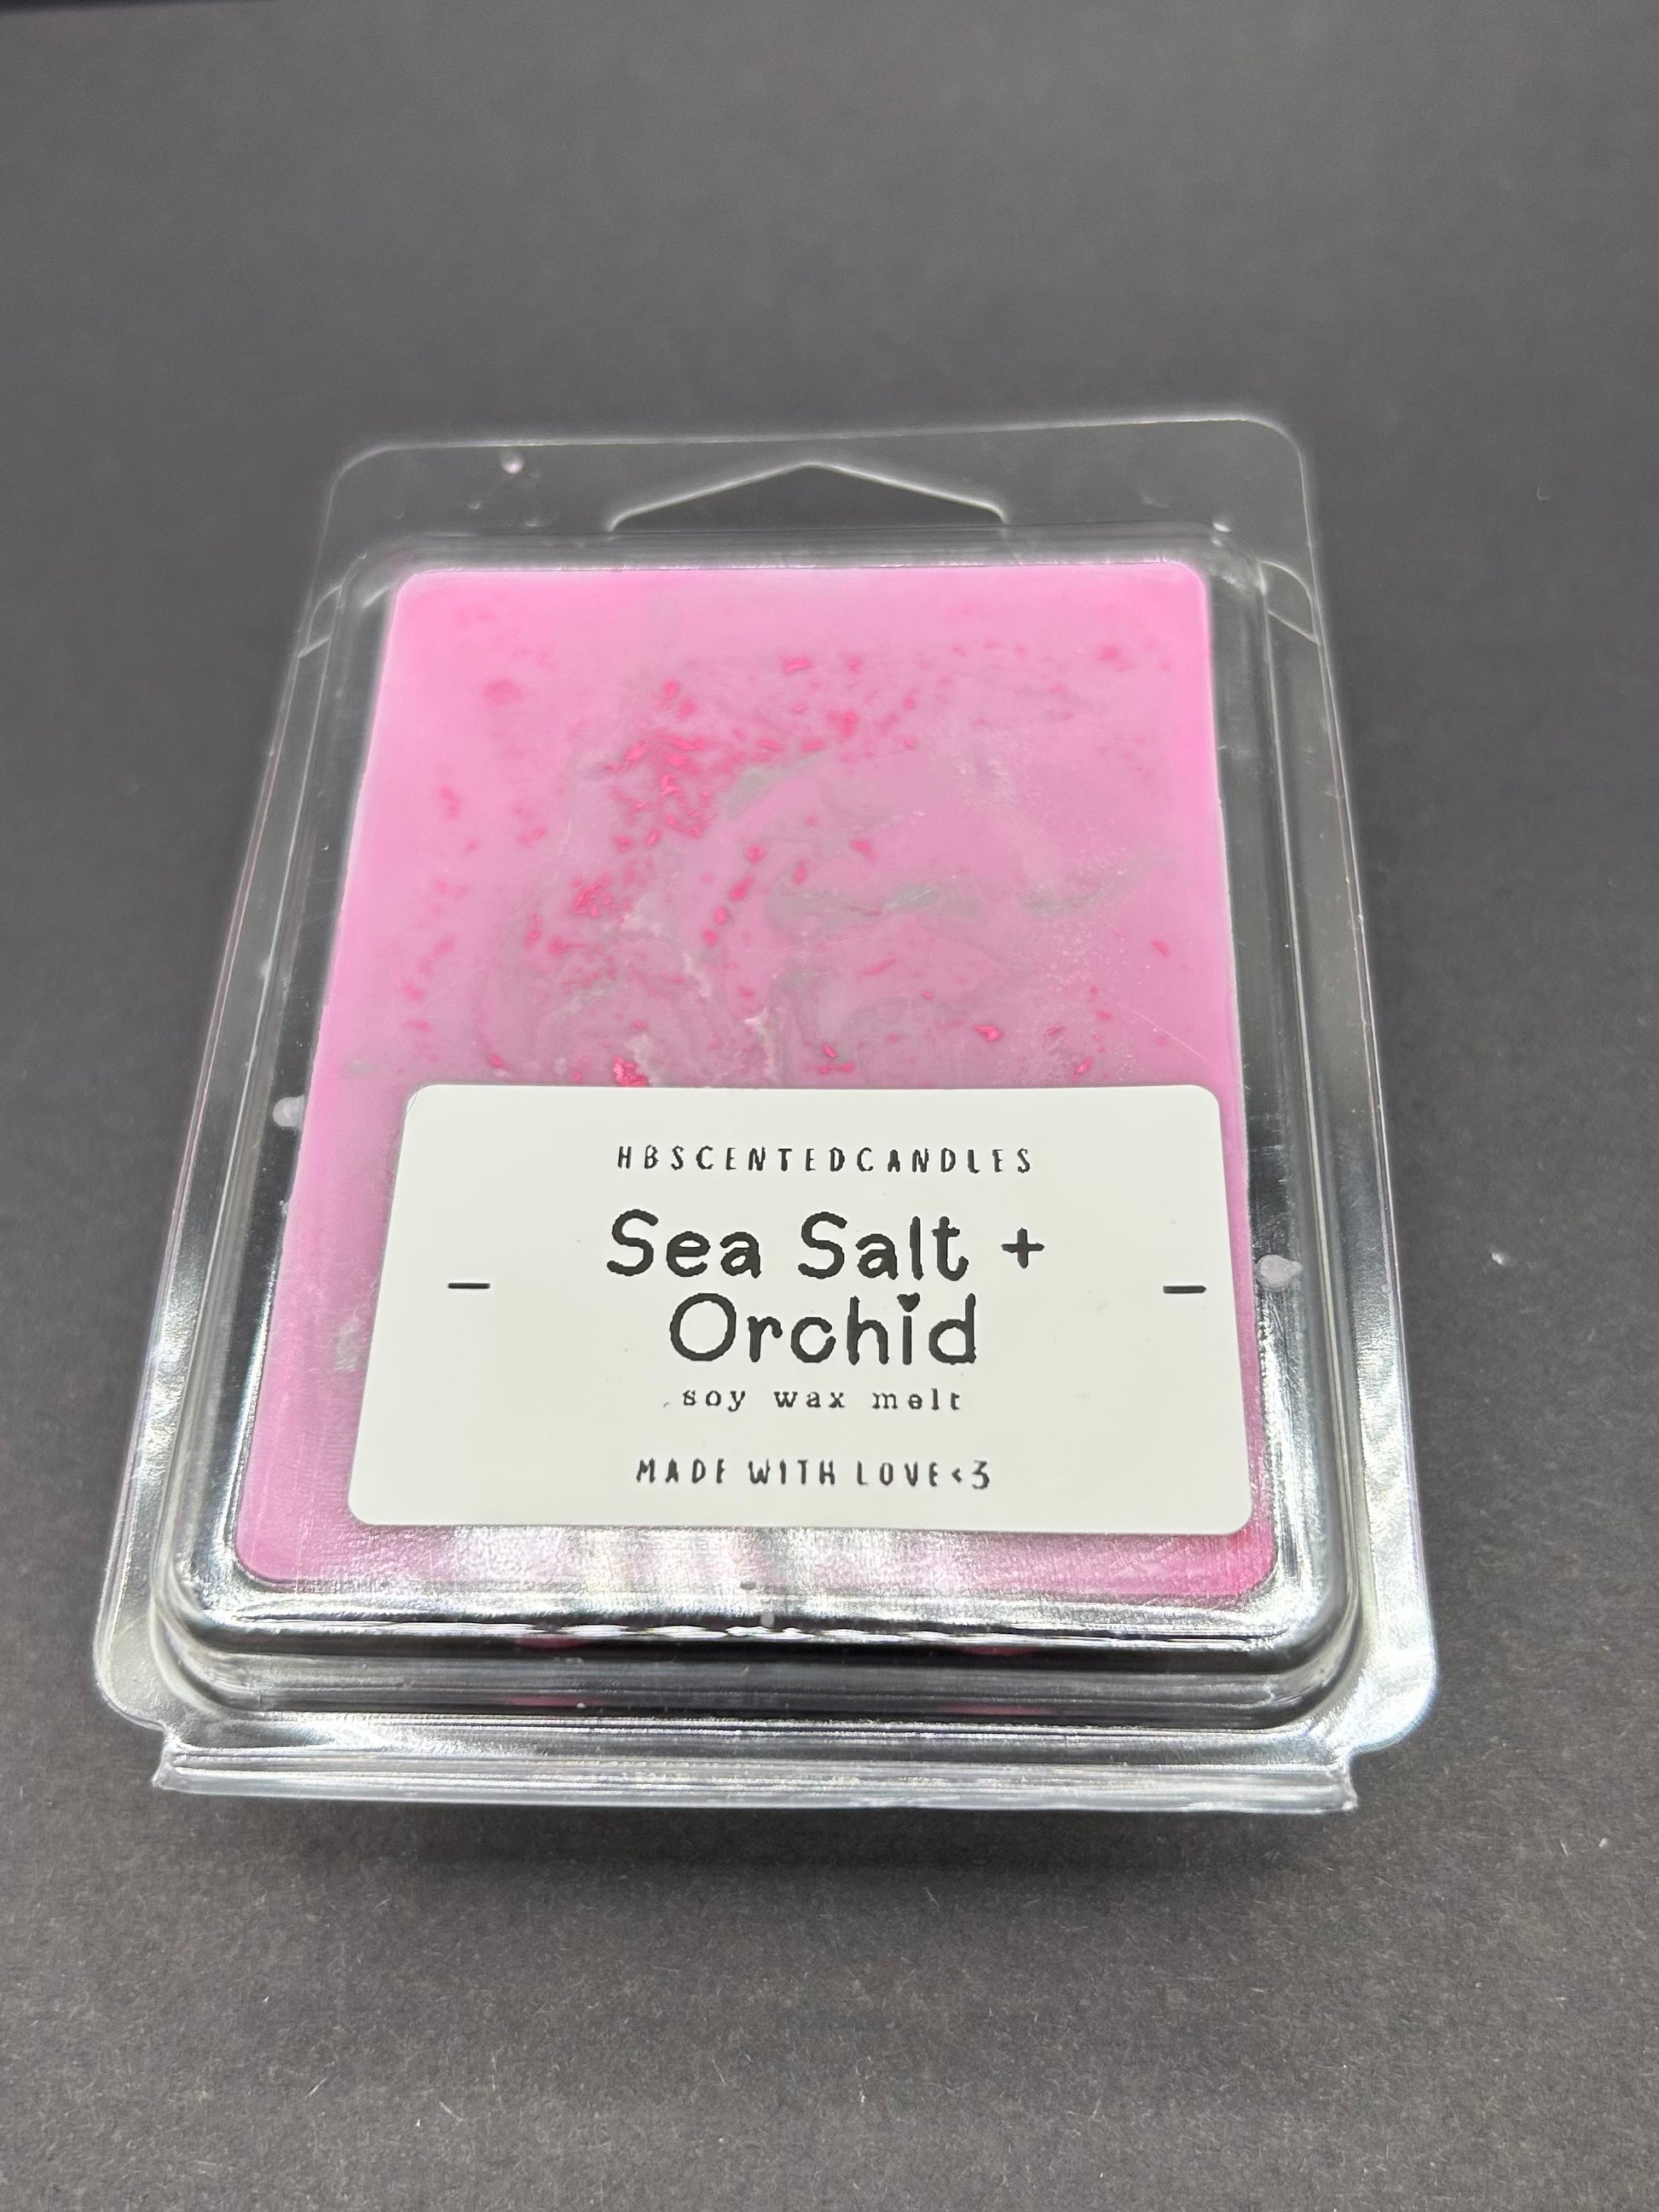 HBSCENTEDCANDLES
Sea Salt +
Orchid
soy wax melt
MADE WITH LOVE<3